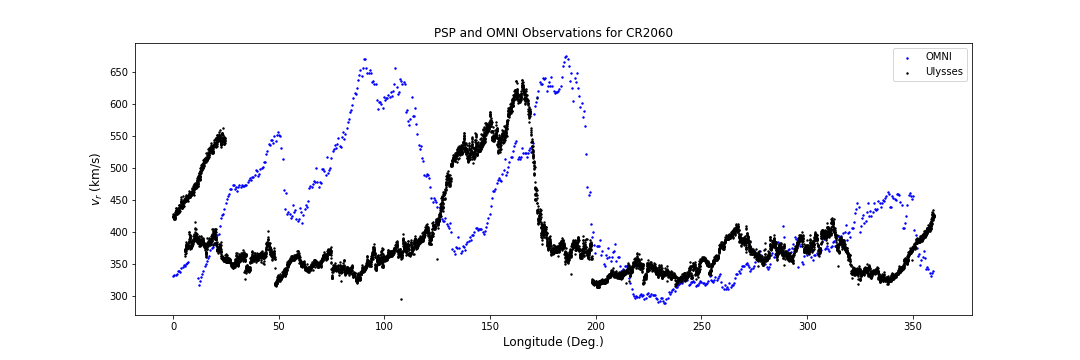 PSP and OMNI Observations for CR2060
OMNI
Ulysses
v_r (km/s)
650
600
550
500
450
400
350
300
0 50 100 150 200 250 300 350
Longitude (Deg.)